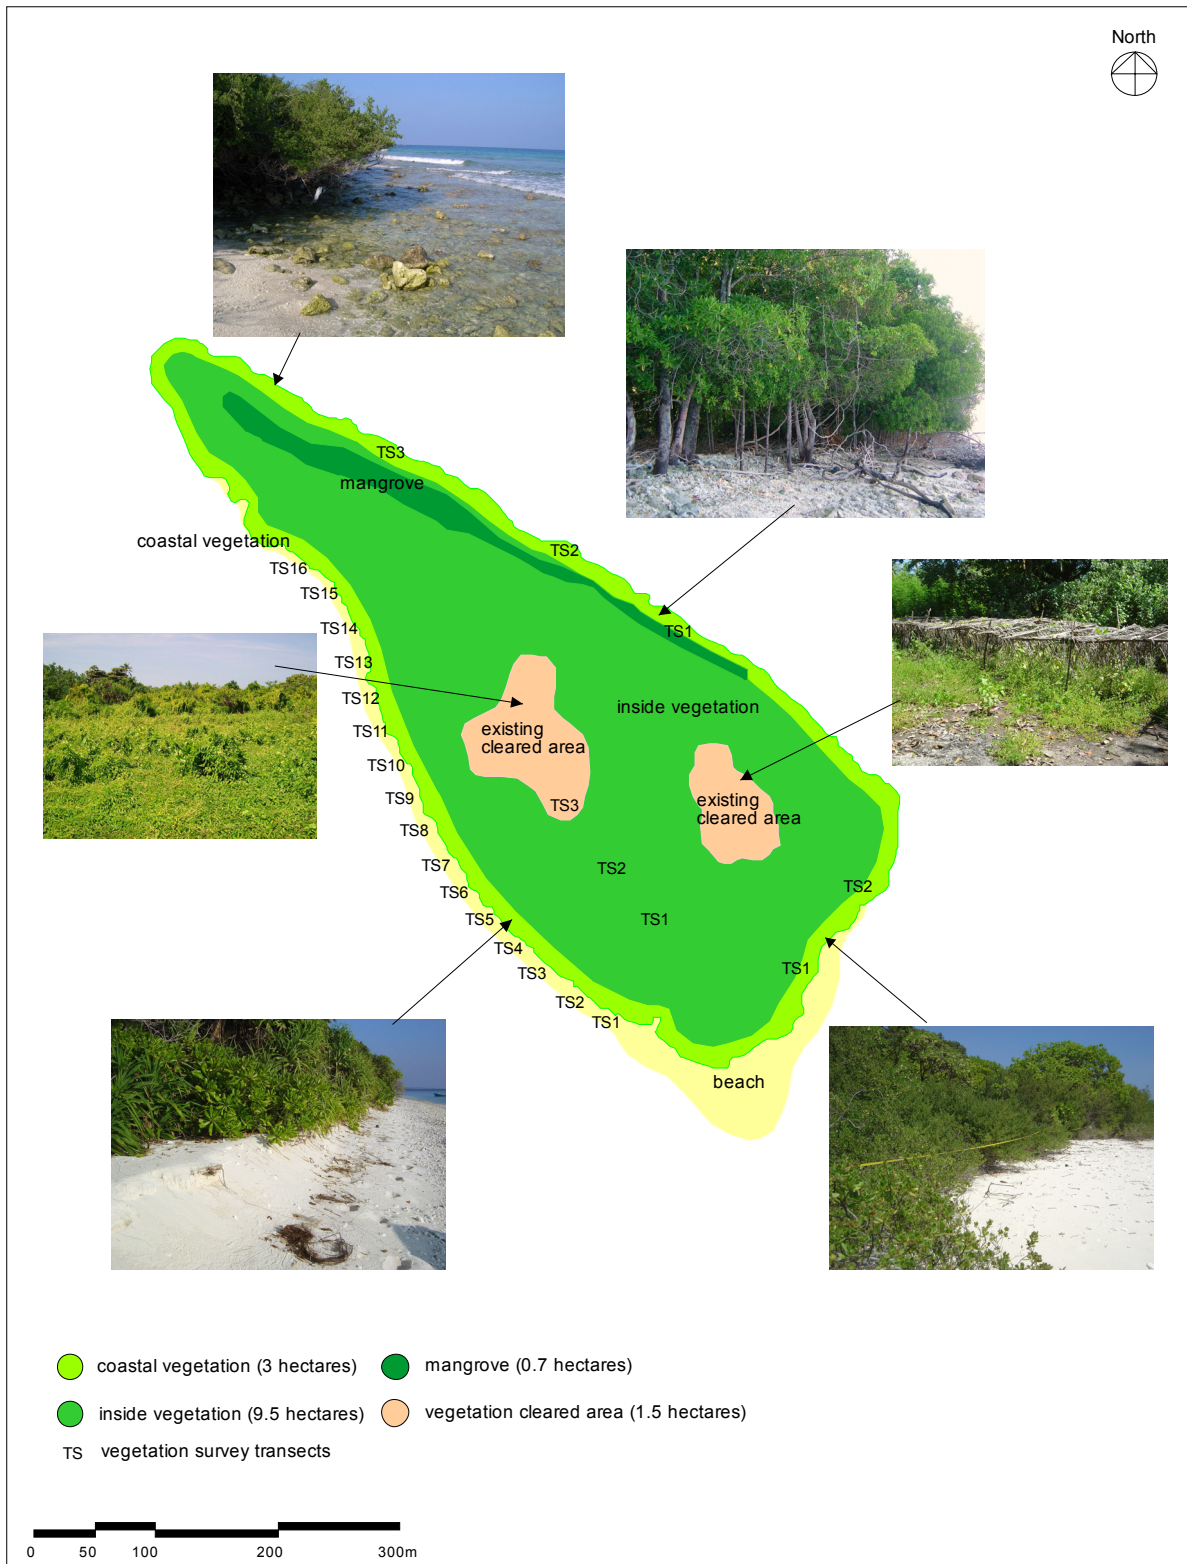 North
TS3
mangrove
coastal vegetation
TS2
TS16
TS15
TS1
TS14
TS13
TS12
inside vegetation
TS11
existing
cleared area
TS10
TS9
TS3
existing
cleared area
TS8
TS7
TS2
TS6
TS2
TS5
TS1
TS4
TS3
TS1
TS2
TS1
beach
coastal vegetation (3 hectares)
mangrove (0.7 hectares)
inside vegetation (9.5 hectares)
vegetation cleared area (1.5 hectares)
TS vegetation survey transects
0 50 100 200 300m